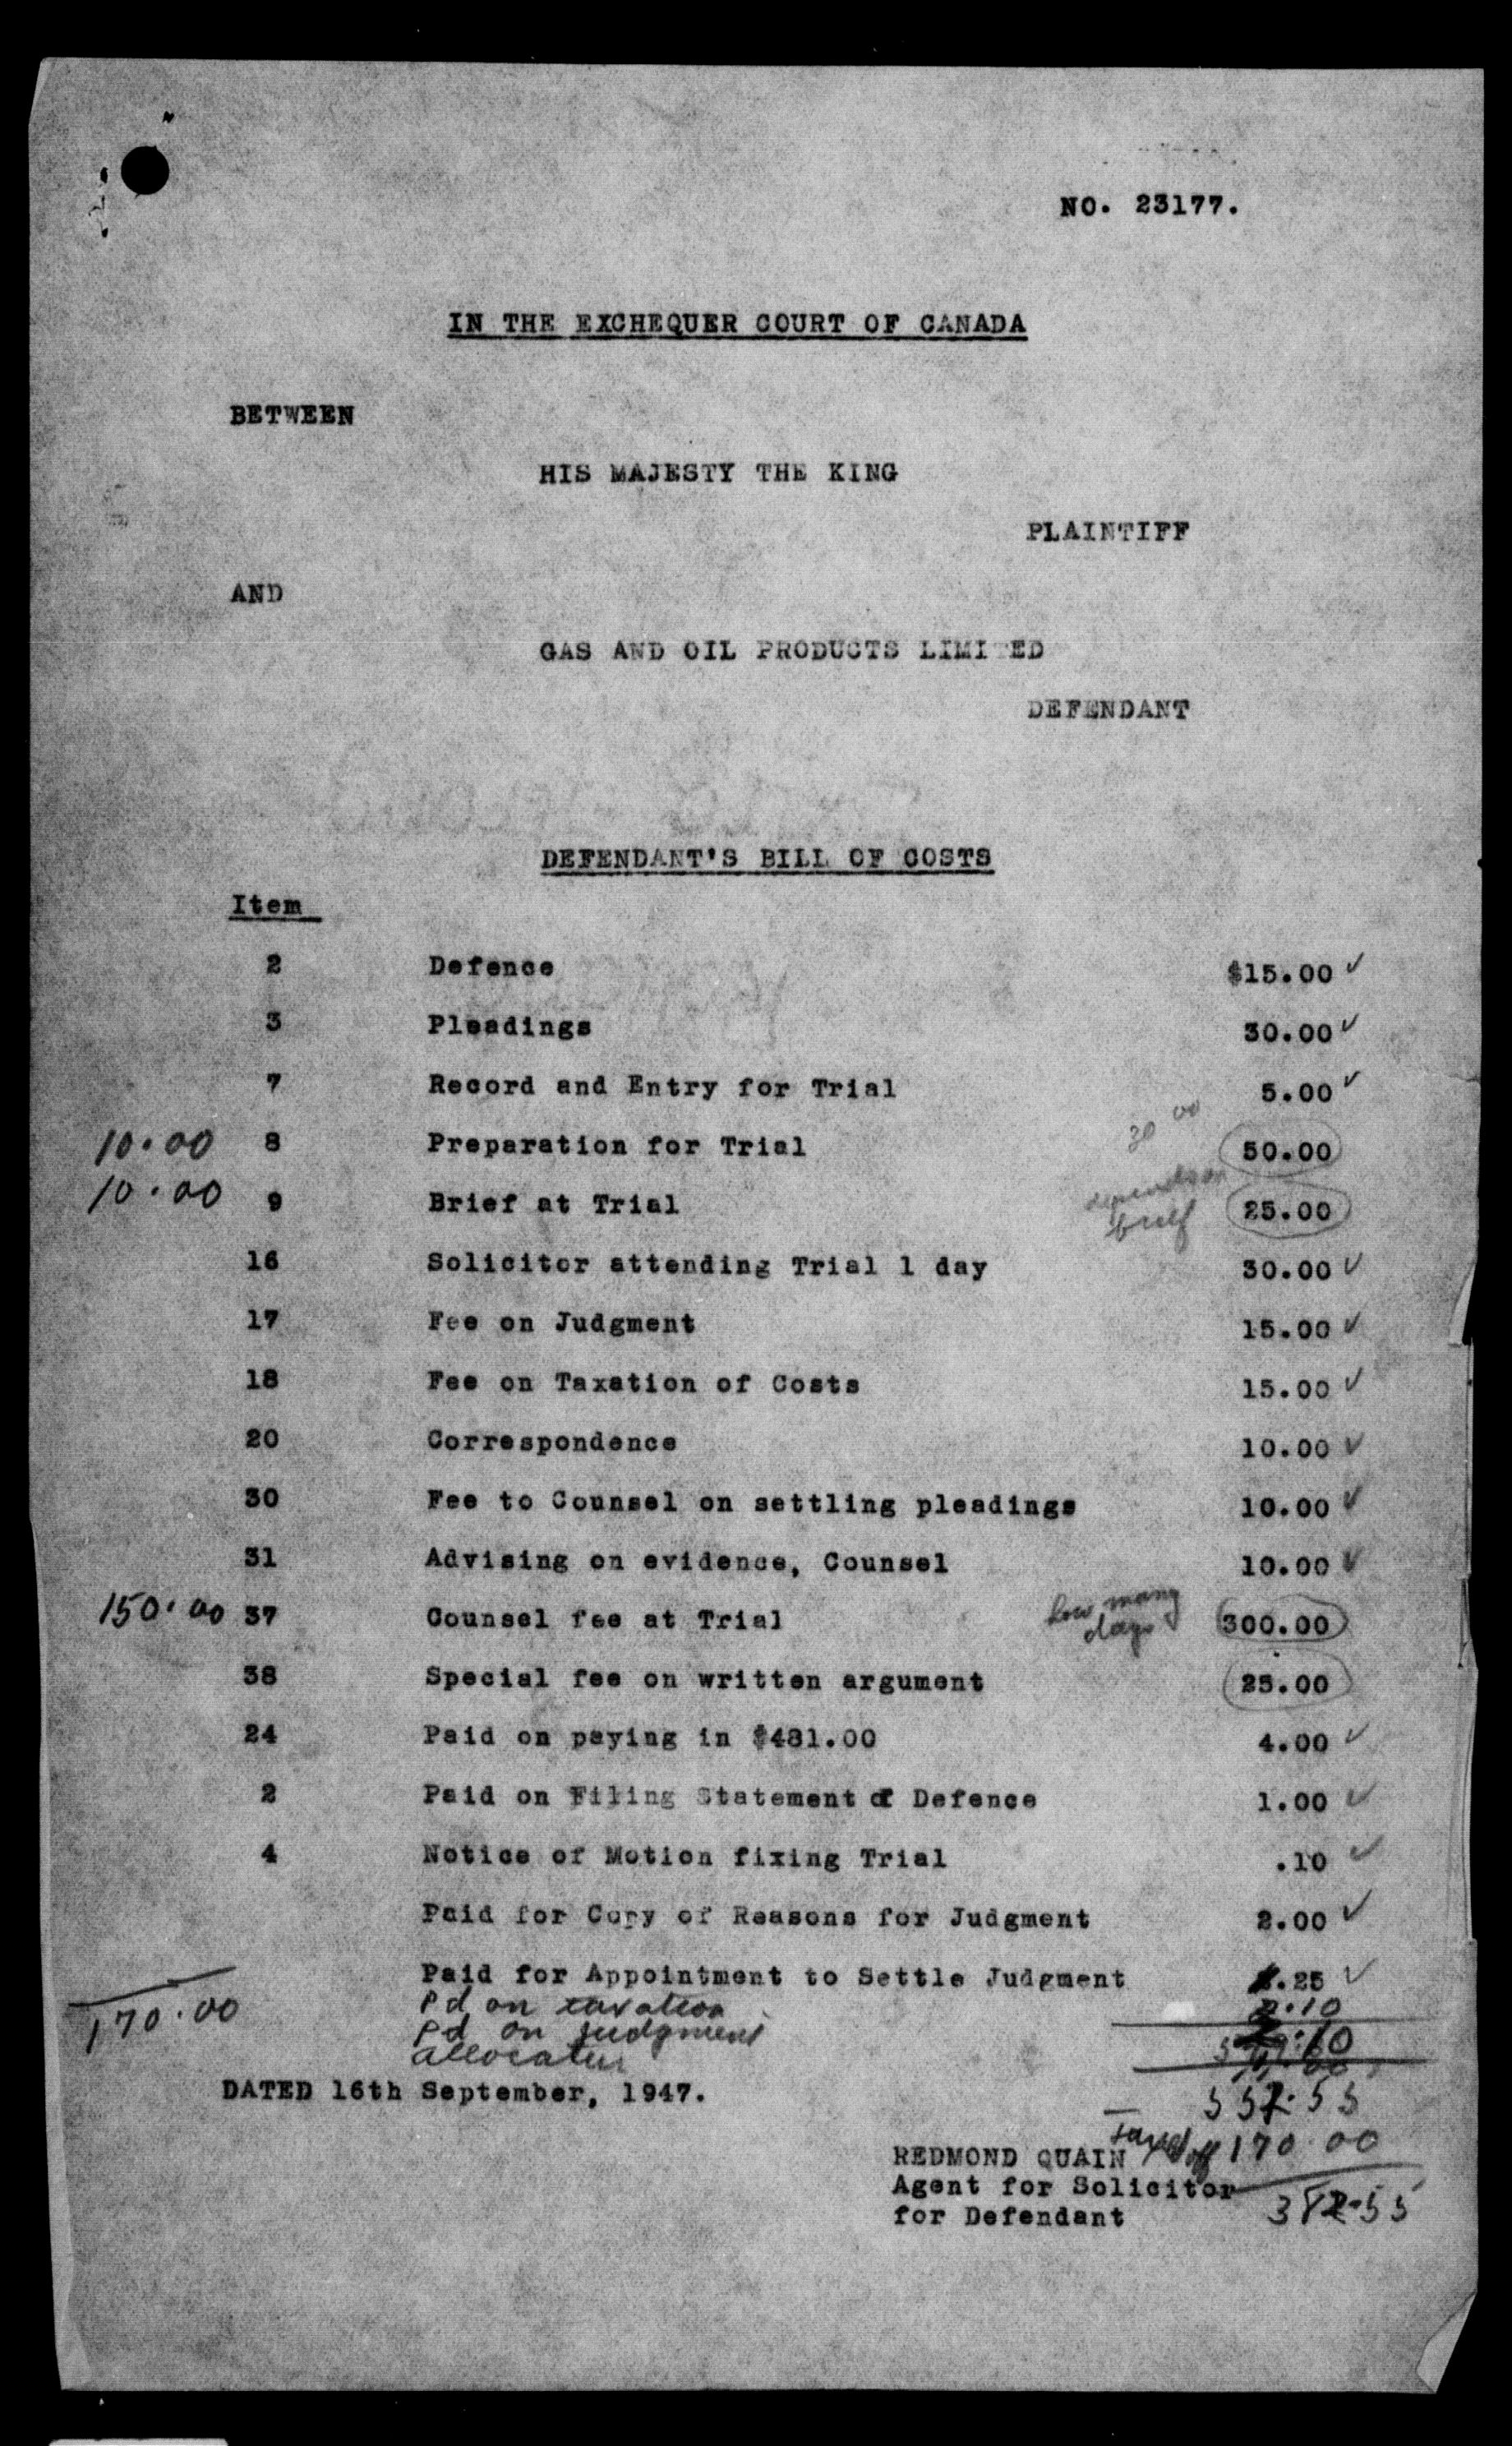 NO. 23177.
IN THE EXCHEQUER COURT OF CANADA
BETWEEN
HIS MAJESTY THE KING
PLAINTIFF
AND
GAS AND OIL PRODUCTS LIMI ED
DEFENDANT
DEFENDANT'S BILL OF COSTS
Item
2 Defence $15.00 ✓
3 Pleadings 30.00 ✓
7 Record and Entry for Trial 5.00 ✓
10.00 8 Preparation for Trial 30 00 50.00
10.00 9 Brief at Trial depends on brief 25.00
16 Solicitor attending Trial 1 day 30.00 ✓
17 Fee on Judgment 15.00 ✓
18 Fee on Taxation of Costs 15.00 ✓
20 Correspondence 10.00 ✓
30 Fee to Counsel on settling pleadings 10.00 ✓
31 Advising on evidence, Counsel 10.00 ✓
150.00 37 Counsel fee at Trial how many days 300.00
38 Special fee on written argument 25.00
24 Paid on paying in $481.00 4.00 ✓
2 Paid on Filing Statement of Defence 1.00 ✓
4 Notice of Motion fixing Trial .10 ✓
Paid for Copy of Reasons for Judgment 2.00 ✓
Paid for Appointment to Settle Judgment .25 ✓
170.00 Pd on taxation 2.10
Pd on judgment
allocatur
DATED 16th September, 1947.
Taxed off 170.00
REDMOND QUAIN
Agent for Solicitor
for Defendant